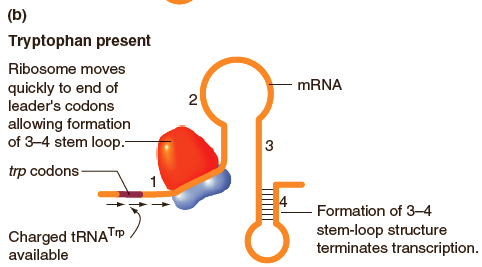 (b)
Tryptophan present
Ribosome moves
quickly to end of
leader's codons
allowing formation
of 3–4 stem loop.
trp codons
Charged tRNATrp
available
1
2
mRNA
3
4
Formation of 3–4
stem-loop structure
terminates transcription.